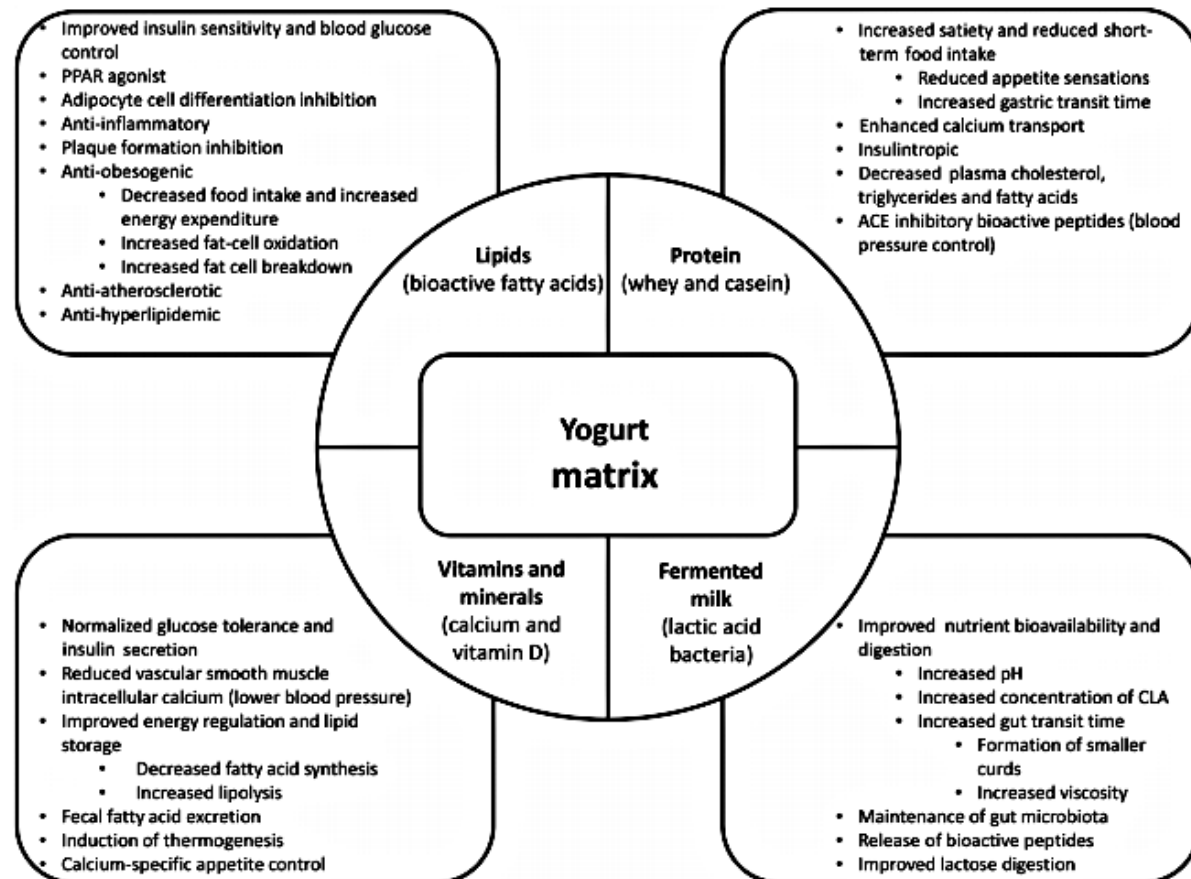 • Improved insulin sensitivity and blood glucose
control
• PPAR agonist
• Adipocyte cell differentiation inhibition
• Anti-inflammatory
• Plaque formation inhibition
• Anti-obesogenic
• Decreased food intake and increased
energy expenditure
• Increased fat-cell oxidation
• Increased fat cell breakdown
• Anti-atherosclerotic
• Anti-hyperlipidemic
• Increased satiety and reduced short-
term food intake
• Reduced appetite sensations
• Increased gastric transit time
• Enhanced calcium transport
• Insulintropic
• Decreased plasma cholesterol,
triglycerides and fatty acids
• ACE inhibitory bioactive peptides (blood
pressure control)
Lipids
(bioactive fatty acids)
Protein
(whey and casein)
Yogurt
matrix
Vitamins and
minerals
(calcium and
vitamin D)
Fermented
milk
(lactic acid
bacteria)
• Normalized glucose tolerance and
insulin secretion
• Reduced vascular smooth muscle
intracellular calcium (lower blood pressure)
• Improved energy regulation and lipid
storage
• Decreased fatty acid synthesis
• Increased lipolysis
• Fecal fatty acid excretion
• Induction of thermogenesis
• Calcium-specific appetite control
• Improved nutrient bioavailability and
digestion
• Increased pH
• Increased concentration of CLA
• Increased gut transit time
• Formation of smaller
curds
• Increased viscosity
• Maintenance of gut microbiota
• Release of bioactive peptides
• Improved lactose digestion